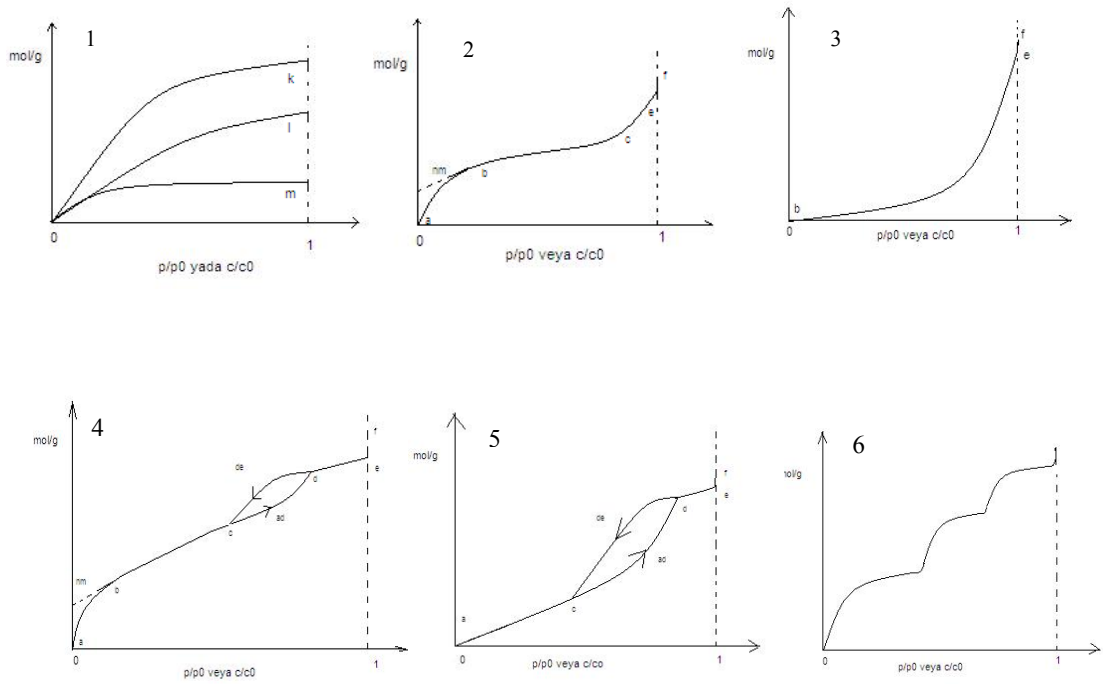 1
mol/g
k
l
m
0
1
p/p0 yada c/c0
2
mol/g
f
e
c
nm
b
a
0
1
p/p0 veya c/c0
3
mol/g
f
e
b
0
1
p/p0 veya c/c0
4
mol/g
f
e
de
d
ad
c
nm
b
a
0
1
p/p0 veya c/c0
5
mol/g
f
e
de
d
ad
c
a
0
1
p/p0 veya c/co
6
nol/g
0
1
p/p0 veya c/c0